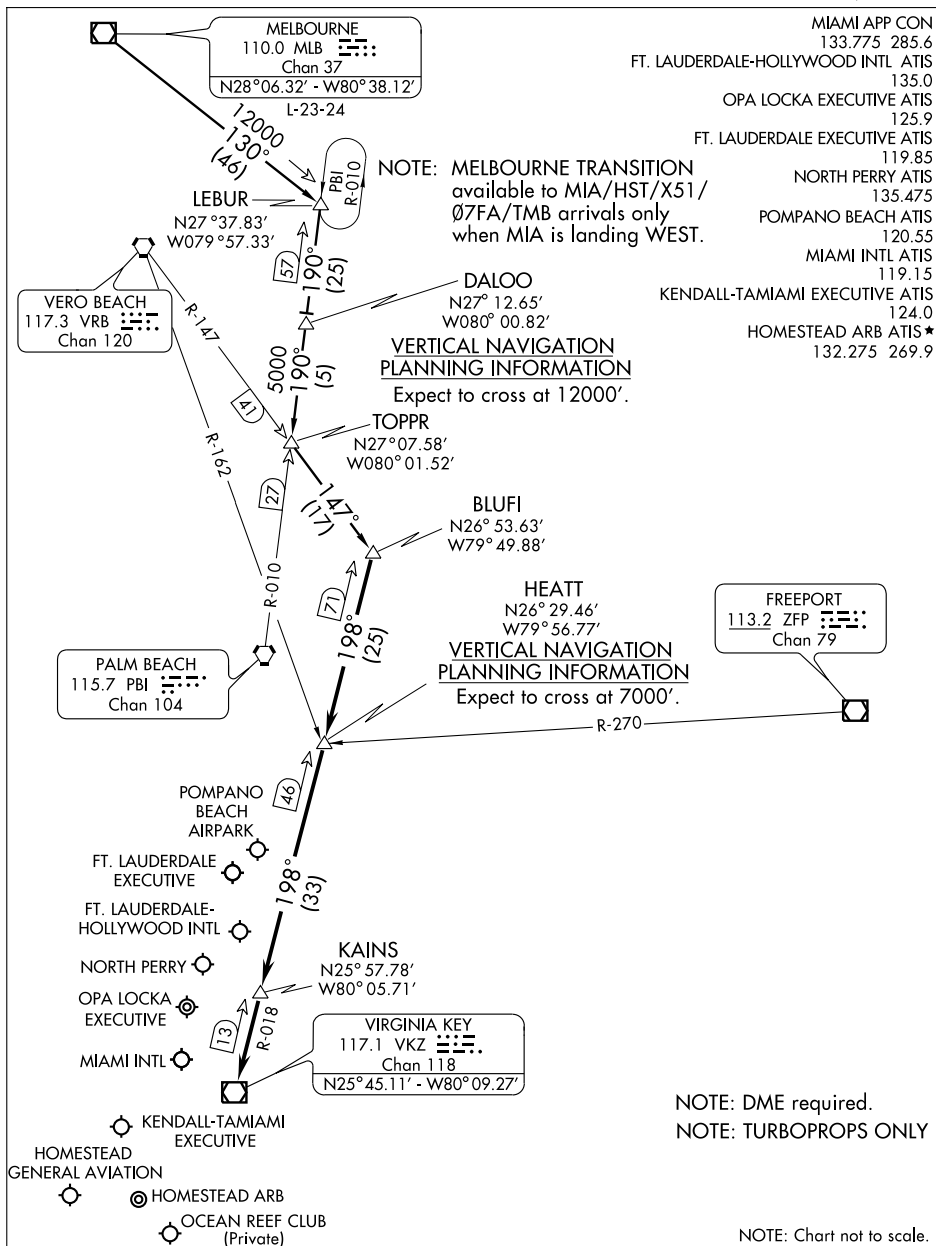 MELBOURNE
110.0 MLB
Chan 37
N28°06.32' - W80°38.12'
L-23-24
MIAMI APP CON
133.775 285.6
FT. LAUDERDALE-HOLLYWOOD INTL ATIS
135.0
OPA LOCKA EXECUTIVE ATIS
125.9
FT. LAUDERDALE EXECUTIVE ATIS
119.85
NORTH PERRY ATIS
135.475
POMPANO BEACH ATIS
120.55
MIAMI INTL ATIS
119.15
KENDALL-TAMIAMI EXECUTIVE ATIS
124.0
HOMESTEAD ARB ATIS★
132.275 269.9
12000
130°
(46)
PBI
R-010
NOTE: MELBOURNE TRANSITION
available to MIA/HST/X51/
Ø7FA/TMB arrivals only
when MIA is landing WEST.
LEBUR
N27°37.83'
W079°57.33'
57
190°
(25)
VERO BEACH
117.3 VRB
Chan 120
R-147
41
R-162
DALOO
N27°12.65'
W080°00.82'
VERTICAL NAVIGATION
PLANNING INFORMATION
Expect to cross at 12000'.
5000
190°
(5)
TOPPR
N27°07.58'
W080°01.52'
27
R-010
147°
(17)
BLUFI
N26°53.63'
W79°49.88'
71
198°
(25)
HEATT
N26°29.46'
W79°56.77'
VERTICAL NAVIGATION
PLANNING INFORMATION
Expect to cross at 7000'.
FREEPORT
113.2 ZFP
Chan 79
R-270
PALM BEACH
115.7 PBI
Chan 104
46
198°
(33)
POMPANO
BEACH
AIRPARK
FT. LAUDERDALE
EXECUTIVE
FT. LAUDERDALE-
HOLLYWOOD INTL
NORTH PERRY
OPA LOCKA
EXECUTIVE
MIAMI INTL
KAINS
N25°57.78'
W80°05.71'
13
R-018
VIRGINIA KEY
117.1 VKZ
Chan 118
N25°45.11' - W80°09.27'
KENDALL-TAMIAMI
EXECUTIVE
HOMESTEAD
GENERAL AVIATION
HOMESTEAD ARB
OCEAN REEF CLUB
(Private)
NOTE: DME required.
NOTE: TURBOPROPS ONLY
NOTE: Chart not to scale.